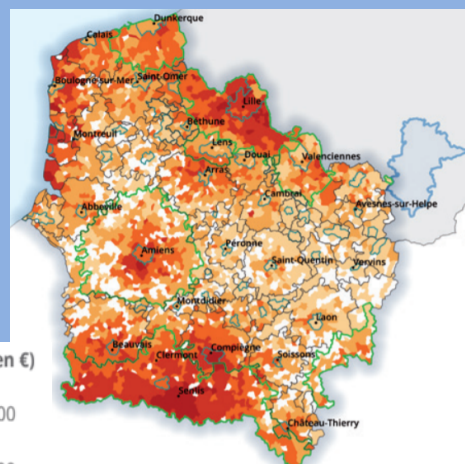 Dunkerque
Calais
Boulogne-sur-Mer
Saint-Omer
Lille
Béthune
Montreuil
Lens
Douai
Valenciennes
Arras
Cambrai
Avesnes-sur-Helpe
Abbeville
Amiens
Péronne
Saint-Quentin
Vervins
Montdidier
Laon
Beauvais
Clermont
Compiègne
Soissons
en €)
00
Senlis
Château-Thierry